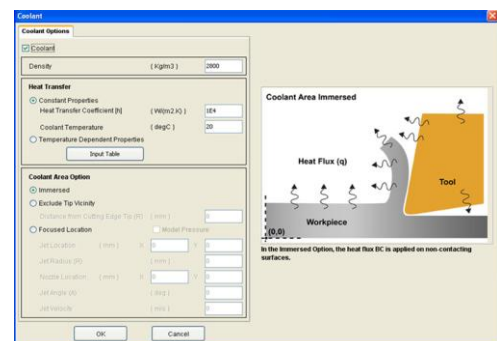 Coolant
Coolant Options
Coolant
Density (Kg/m3) 2800
Heat Transfer
Constant Properties
Heat Transfer Coefficient [h] (W/(m2.K)) 1E4
Coolant Temperature (degC) 20
Temperature Dependent Properties
Input Table
Coolant Area Option
Immersed
Exclude Tip Vicinity
Distance from Cutting Edge Tip (R) (mm) 0
Focused Location Model Pressure
Jet Location (mm) X 0 Y 0
Jet Radius (R) (mm) 0
Nozzle Location (mm) X 0 Y 0
Jet Angle (A) (deg) 0
Jet Velocity (m/s) 0
OK Cancel
Coolant Area Immersed
Heat Flux (q)
Tool
Workpiece
(0,0)
In the Immersed Option, the heat flux BC is applied on non-contacting
surfaces.